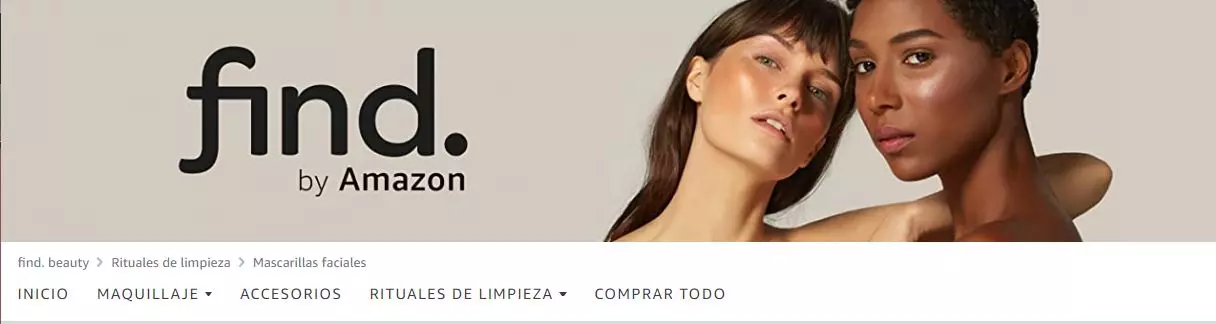 find.
by Amazon
find. beauty > Rituales de limpieza > Mascarillas faciales
INICIO MAQUILLAJE ACCESORIOS RITUALES DE LIMPIEZA COMPRAR TODO